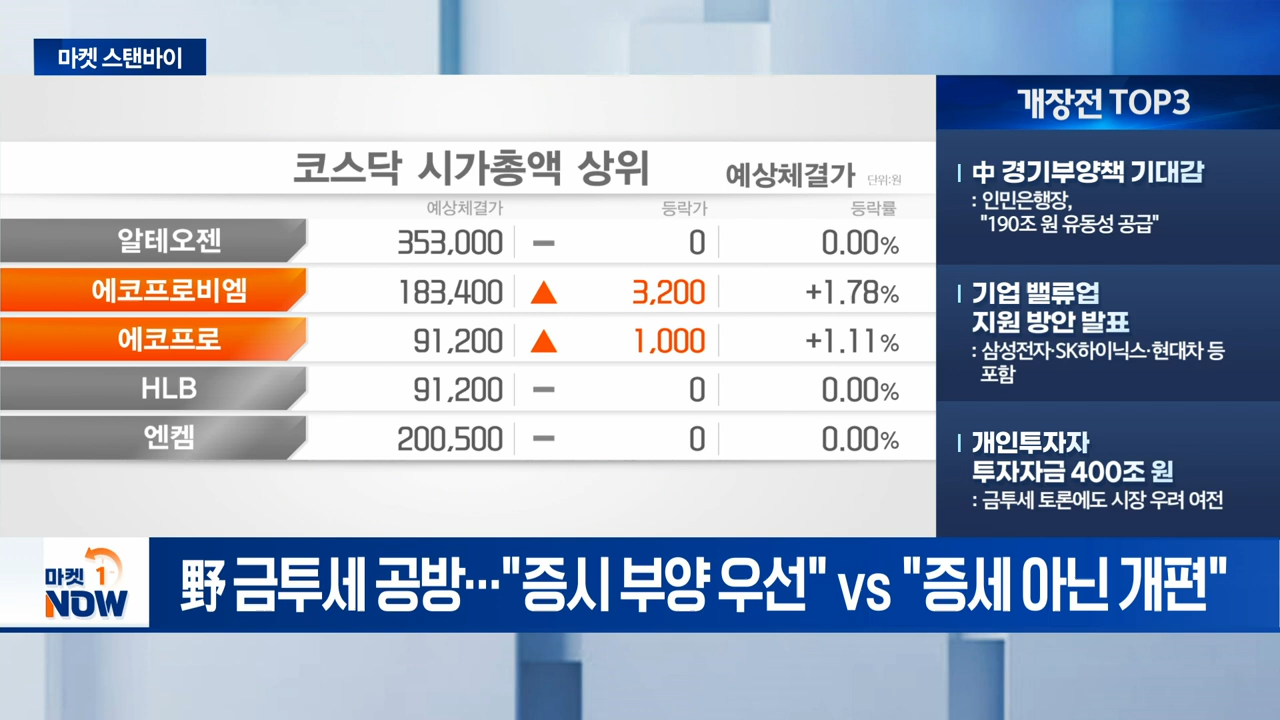 마켓 스탠바이
코스닥 시가총액 상위 예상체결가 단위:원
예상체결가 등락가 등락률
알테오젠 353,000 − 0 0.00%
에코프로비엠 183,400 ▲ 3,200 +1.78%
에코프로 91,200 ▲ 1,000 +1.11%
HLB 91,200 − 0 0.00%
엔켐 200,500 − 0 0.00%
개장전 TOP3
中 경기부양책 기대감
: 인민은행장,
"190조 원 유동성 공급"
기업 밸류업
지원 방안 발표
: 삼성전자·SK하이닉스·현대차 등
포함
개인투자자
투자자금 400조 원
: 금투세 토론에도 시장 우려 여전
마켓 1
NOW
野 금투세 공방…"증시 부양 우선" vs "증세 아닌 개편"